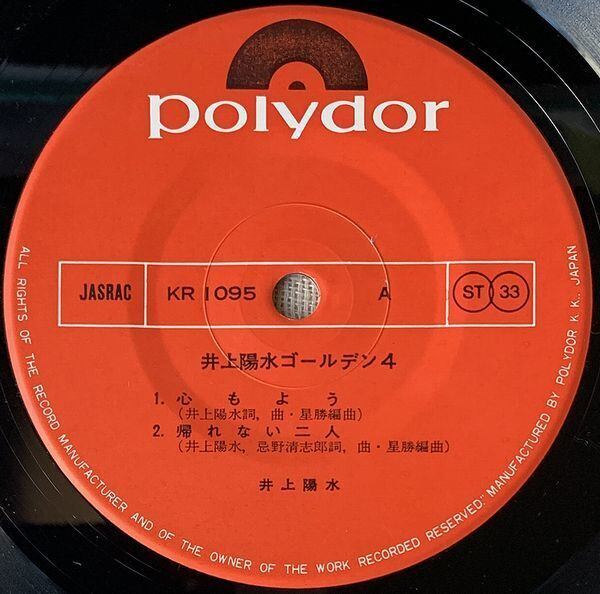 polydor
JASRAC KR 1095 A ST 33
井上陽水ゴールデン4
1. 心もよう
(井上陽水詞, 曲・星勝編曲)
2. 帰れない二人
(井上陽水, 忌野清志郎詞, 曲・星勝編曲)
井上陽水
ALL RIGHTS OF THE RECORD MANUFACTURER AND OF THE OWNER OF THE WORK RECORDED RESERVED." MANUFACTURED BY POLYDOR K.K., JAPAN